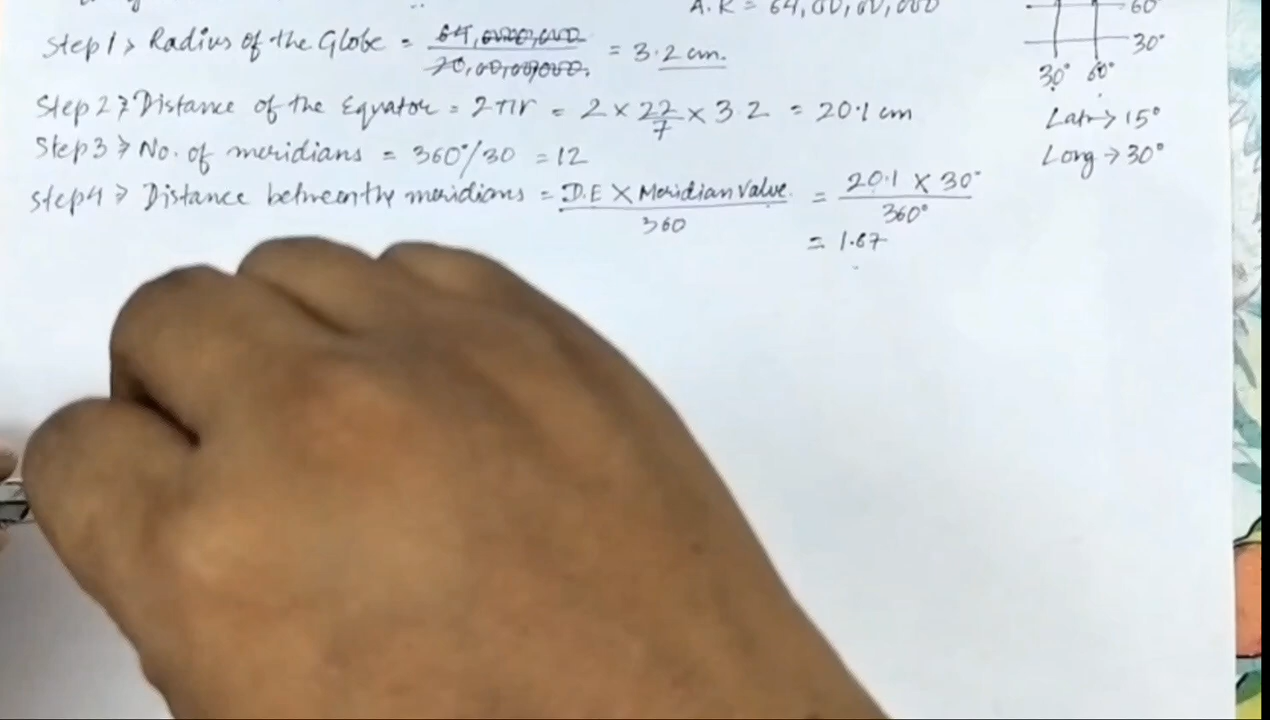 A.R = 64,00,00,000
60°
30°
30° 60°
Step 1 > Radius of the Globe = 64,0000,000 / 20,00,00,000. = 3.2 cm.
Step 2 > Distance of the Equator = 2πr = 2 × 22/7 × 3.2 = 20.1 cm
Lat → 15°
Step 3 > No. of meridians = 360°/30 = 12
Long → 30°
Step 4 > Distance between the meridians = D.E × Meridian Value. / 360 = 20.1 × 30° / 360°
= 1.67